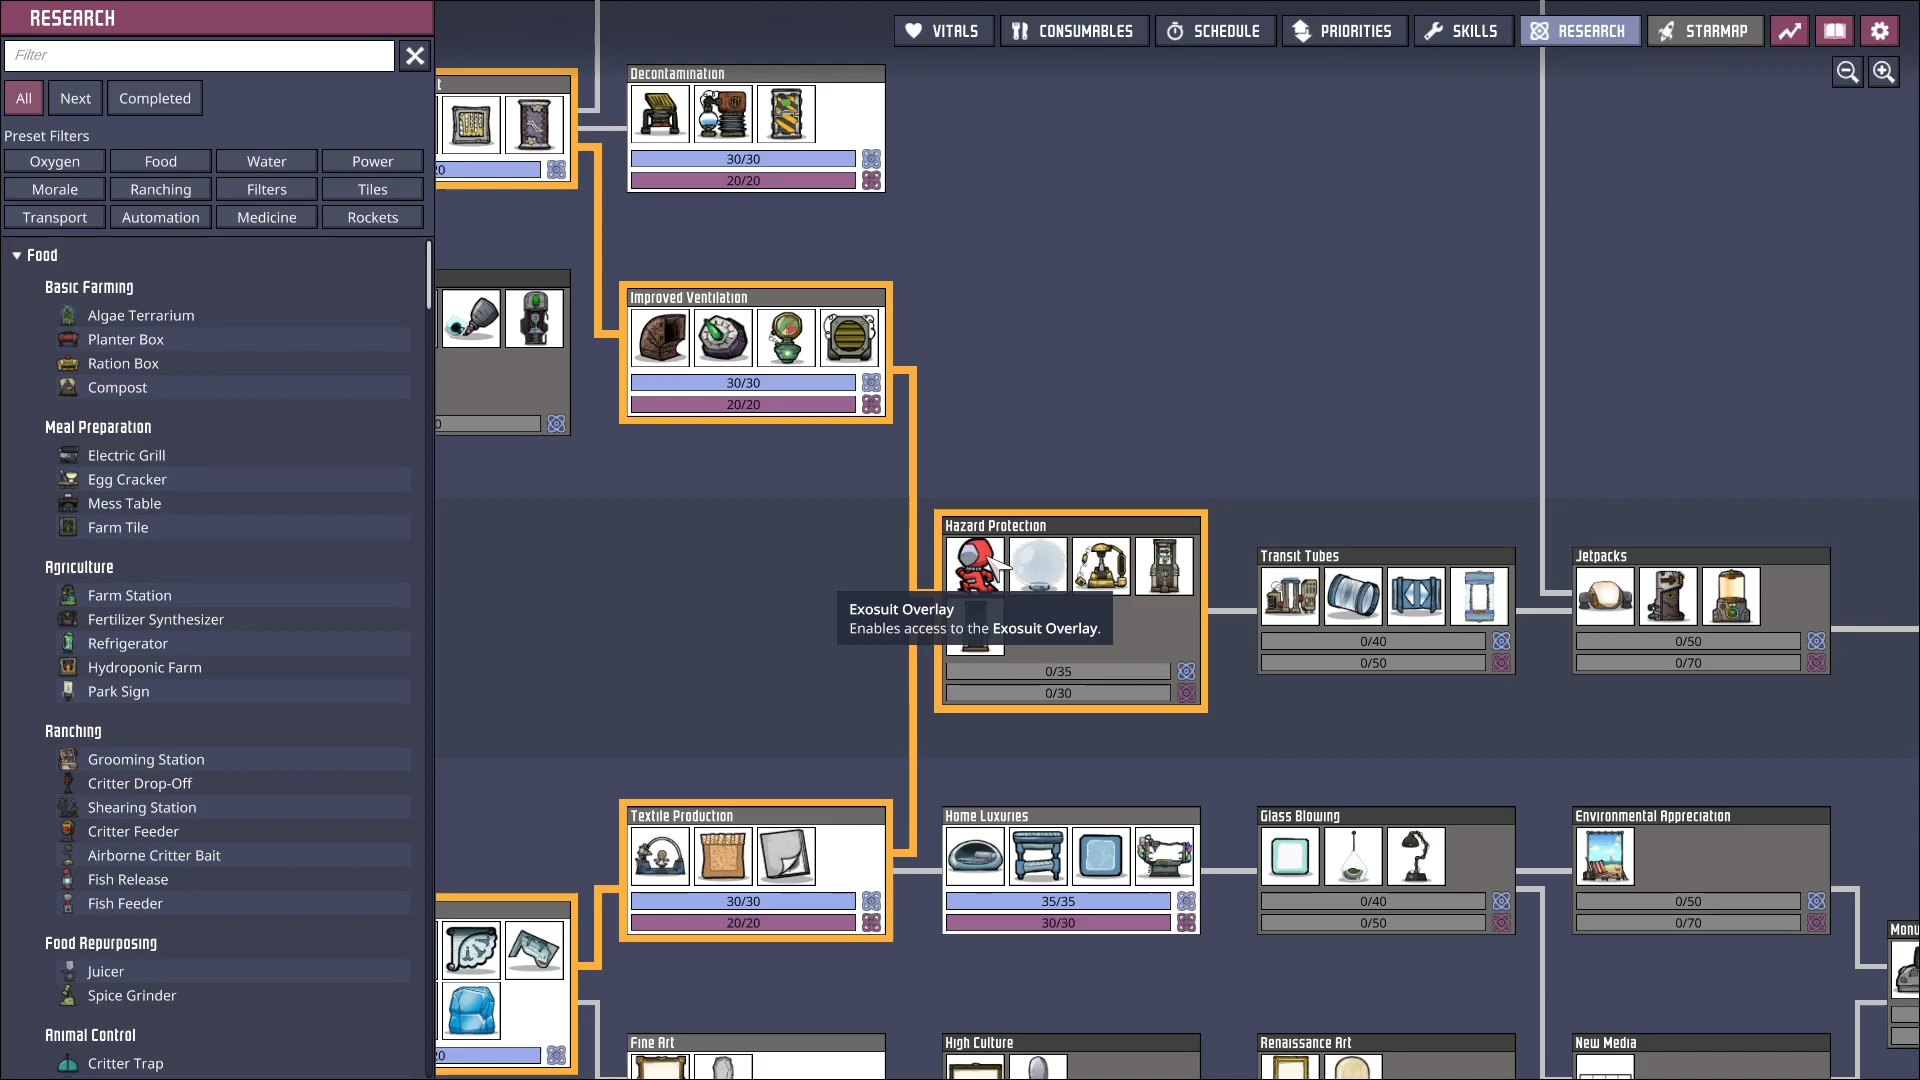 RESEARCH
VITALS
CONSUMABLES
SCHEDULE
PRIORITIES
SKILLS
RESEARCH
STARMAP
Filter
All
Next
Completed
Preset Filters
Oxygen
Food
Water
Power
Morale
Ranching
Filters
Tiles
Transport
Automation
Medicine
Rockets
Food
Basic Farming
Algae Terrarium
Planter Box
Ration Box
Compost
Meal Preparation
Electric Grill
Egg Cracker
Mess Table
Farm Tile
Agriculture
Farm Station
Fertilizer Synthesizer
Refrigerator
Hydroponic Farm
Park Sign
Ranching
Grooming Station
Critter Drop-Off
Shearing Station
Critter Feeder
Airborne Critter Bait
Fish Release
Fish Feeder
Food Repurposing
Juicer
Spice Grinder
Animal Control
Critter Trap
t
20
Decontamination
30/30
20/20
0
Improved Ventilation
30/30
20/20
Hazard Protection
Exosuit Overlay
Enables access to the Exosuit Overlay.
0/35
0/30
Transit Tubes
0/40
0/50
Jetpacks
0/50
0/70
Textile Production
30/30
20/20
Home Luxuries
35/35
30/30
Glass Blowing
0/40
0/50
Environmental Appreciation
0/50
0/70
20
Monu
Fine Art
High Culture
Renaissance Art
New Media